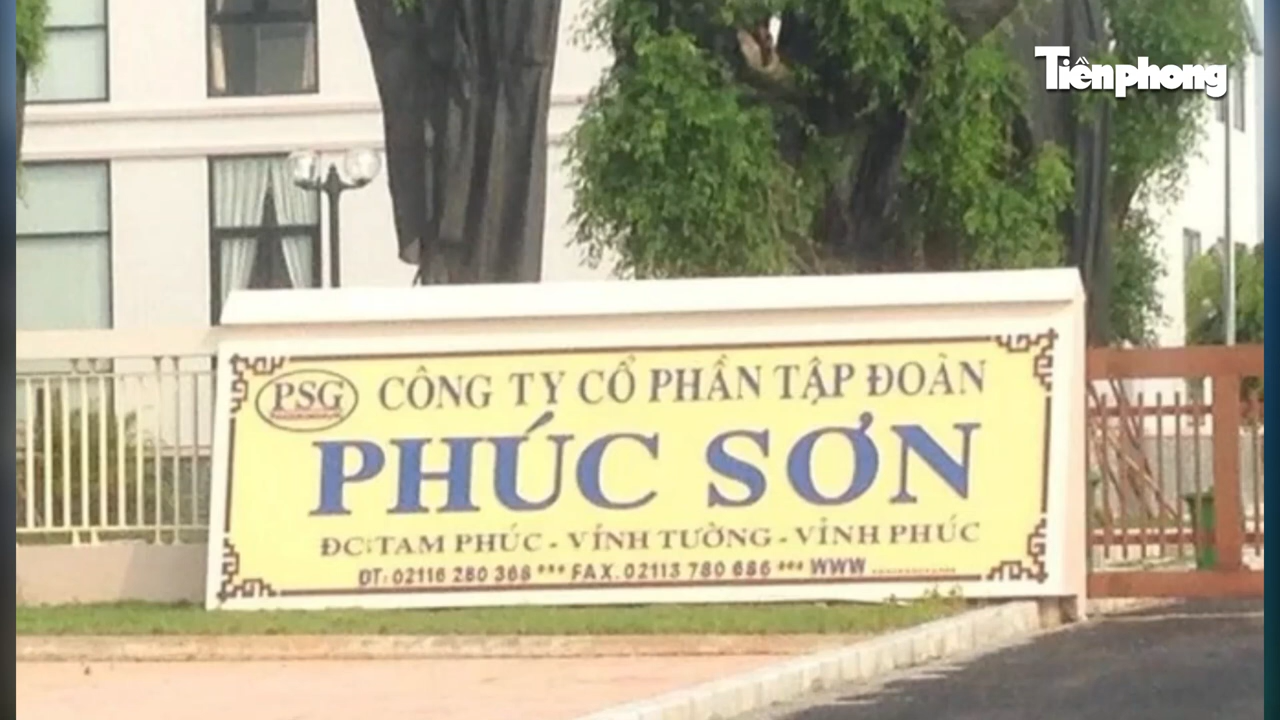 Tiềnphong
PSG
CÔNG TY CỔ PHẦN TẬP ĐOÀN
PHÚC SƠN
ĐC:TAM PHÚC - VĨNH TƯỜNG - VĨNH PHÚC
ĐT: 02116 280 368 *** FAX. 02113 780 686 *** WWW